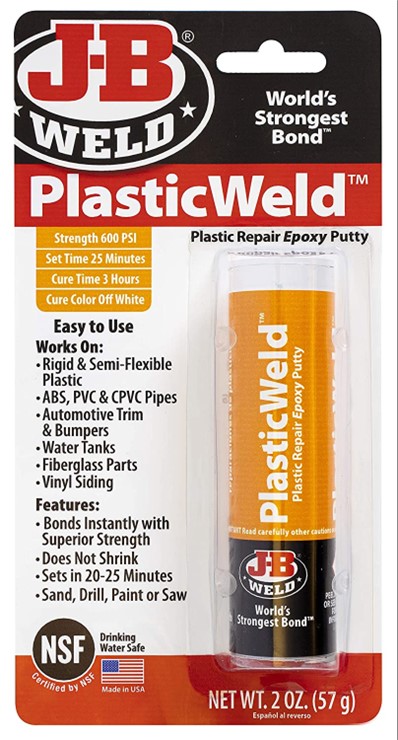 J-B
WELD
®
World's
Strongest
Bond™
PlasticWeld™
Plastic Repair Epoxy Putty
Strength 600 PSI
Set Time 25 Minutes
Cure Time 3 Hours
Cure Color Off White
Easy to Use
Works On:
• Rigid & Semi-Flexible
Plastic
• ABS, PVC & CPVC Pipes
• Automotive Trim
& Bumpers
• Water Tanks
• Fiberglass Parts
• Vinyl Siding
Features:
• Bonds Instantly with
Superior Strength
• Does Not Shrink
• Sets in 20-25 Minutes
• Sand, Drill, Paint or Saw
NSF
Certified by NSF
Drinking
Water Safe
Made in USA
PlasticWeld™
Plastic Repair Epoxy Putty
Read carefully other cautions
J-B
WELD
World's
Strongest Bond™
NET WT. 2 OZ. (57 g)
Español al reverso